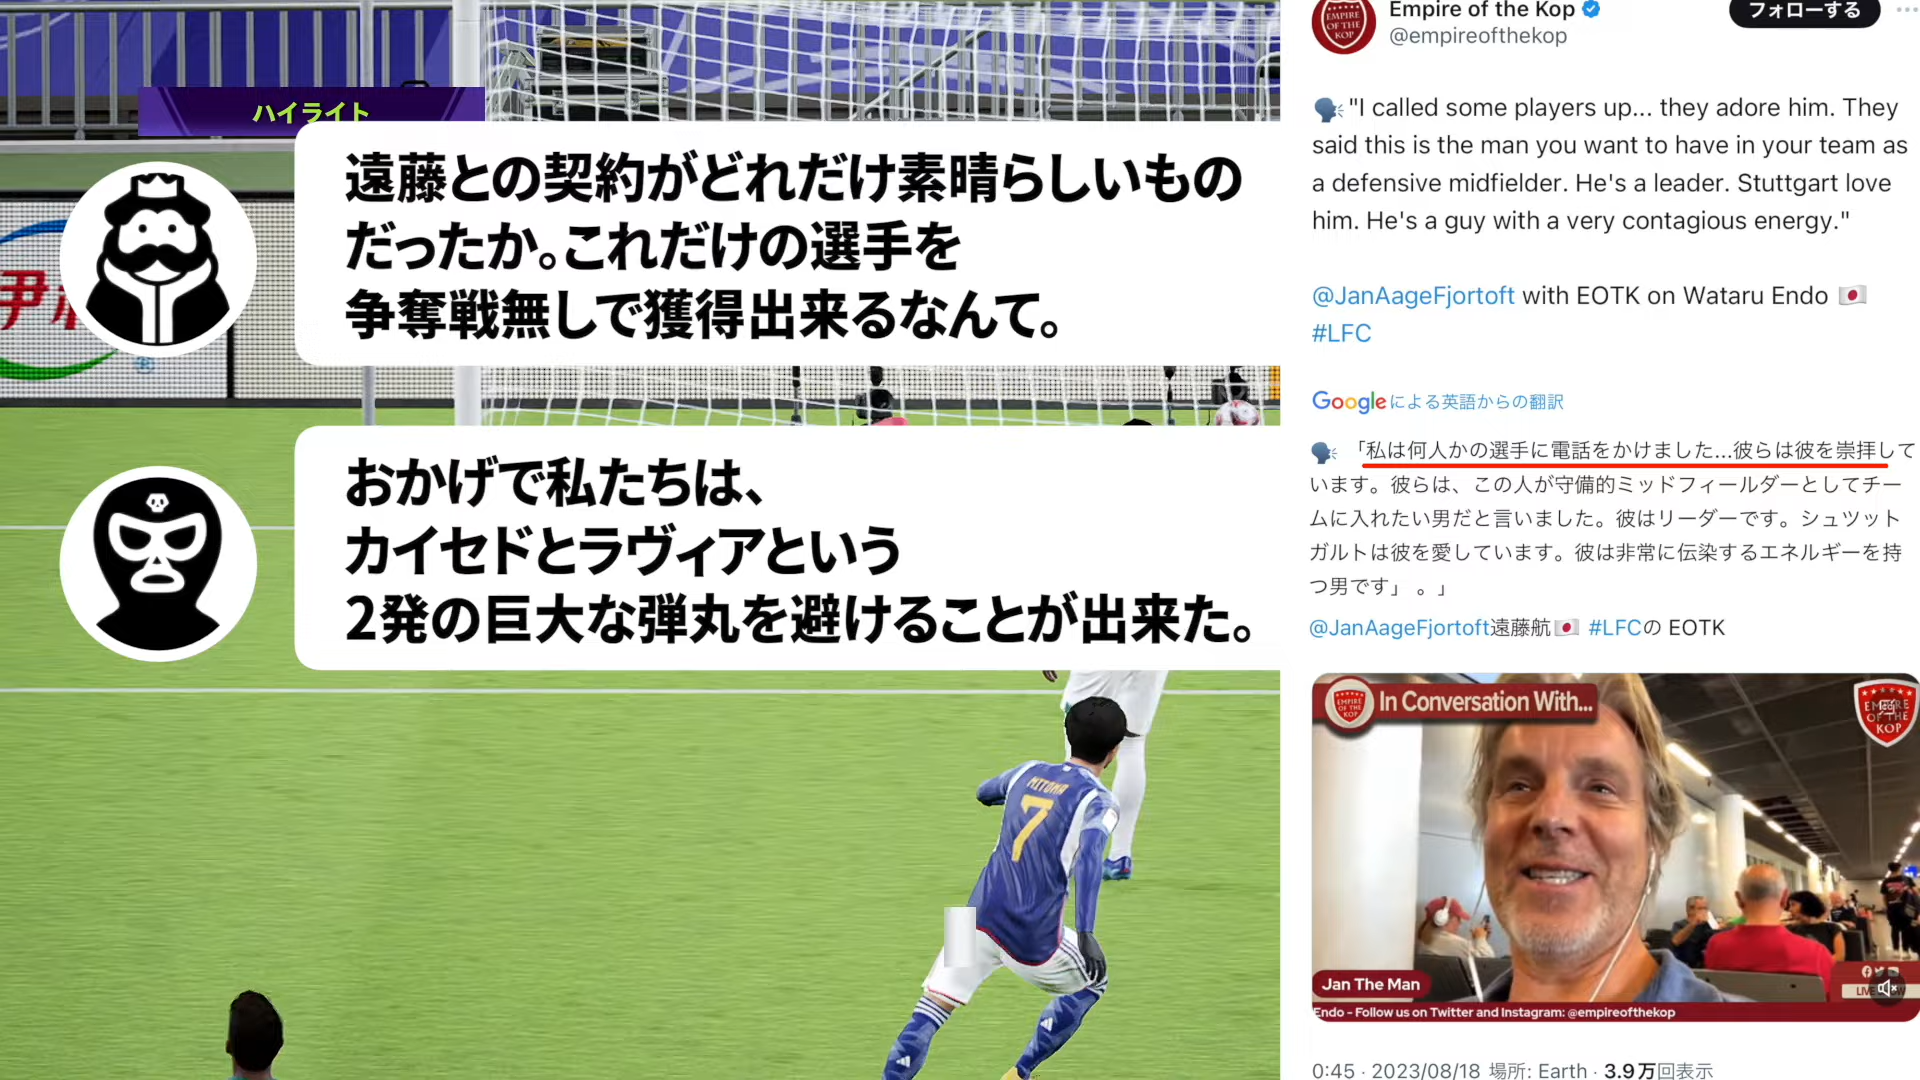 ハイライト
遠藤との契約がどれだけ素晴らしいもの
だったか。これだけの選手を
争奪戦無しで獲得出来るなんて。
おかげで私たちは、
カイセドとラヴィアという
2発の巨大な弾丸を避けることが出来た。
MITOMA
7
Empire of the Kop
@empireofthekop
フォローする
EMPIRE OF THE KOP
"I called some players up... they adore him. They
said this is the man you want to have in your team as
a defensive midfielder. He's a leader. Stuttgart love
him. He's a guy with a very contagious energy."
@JanAageFjortoft with EOTK on Wataru Endo 🇯🇵
#LFC
Googleによる英語からの翻訳
「私は何人かの選手に電話をかけました...彼らは彼を崇拝して
います。彼らは、この人が守備的ミッドフィールダーとしてチー
ムに入れたい男だと言いました。彼はリーダーです。シュツット
ガルトは彼を愛しています。彼は非常に伝染するエネルギーを持
つ男です」 。」
@JanAageFjortoft遠藤航🇯🇵 #LFCの EOTK
EMPIRE OF THE KOP
In Conversation With...
EMPIRE OF THE KOP
Jan The Man
Endo - Follow us on Twitter and Instagram: @empireofthekop
0:45 · 2023/08/18 場所: Earth · 3.9万回表示